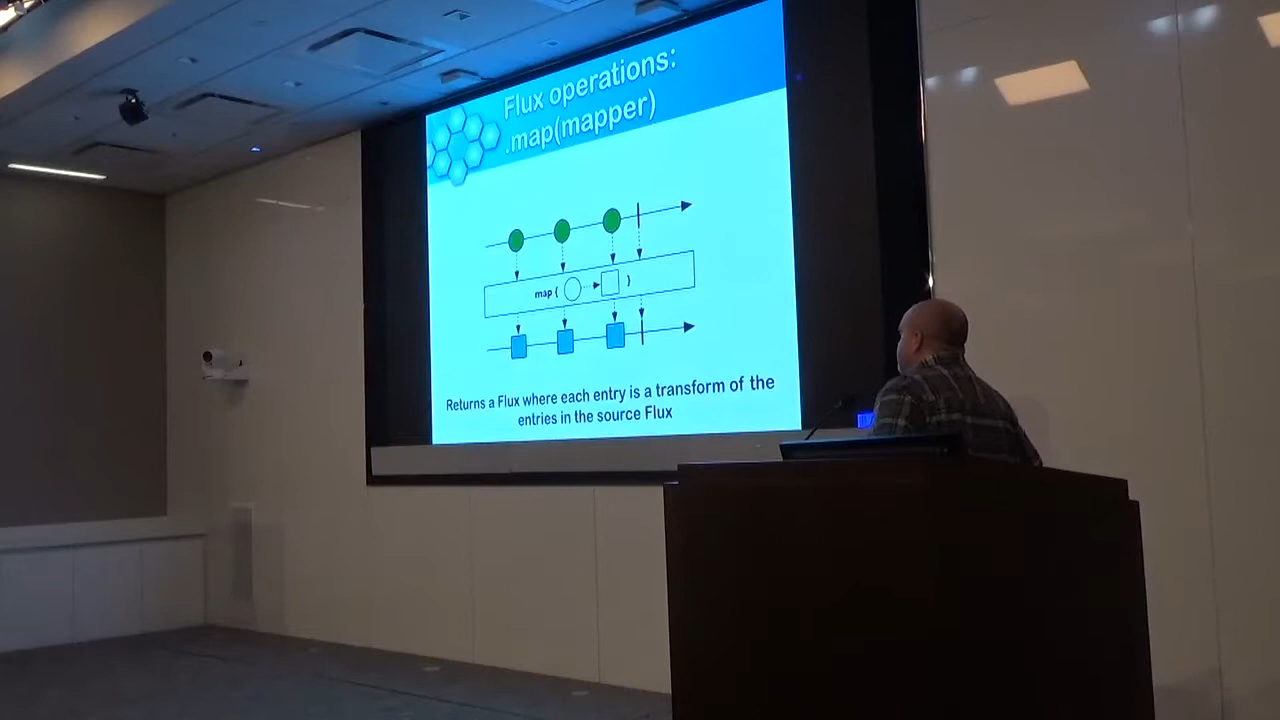 Flux operations:
.map(mapper)
map ( )
Returns a Flux where each entry is a transform of the
entries in the source Flux